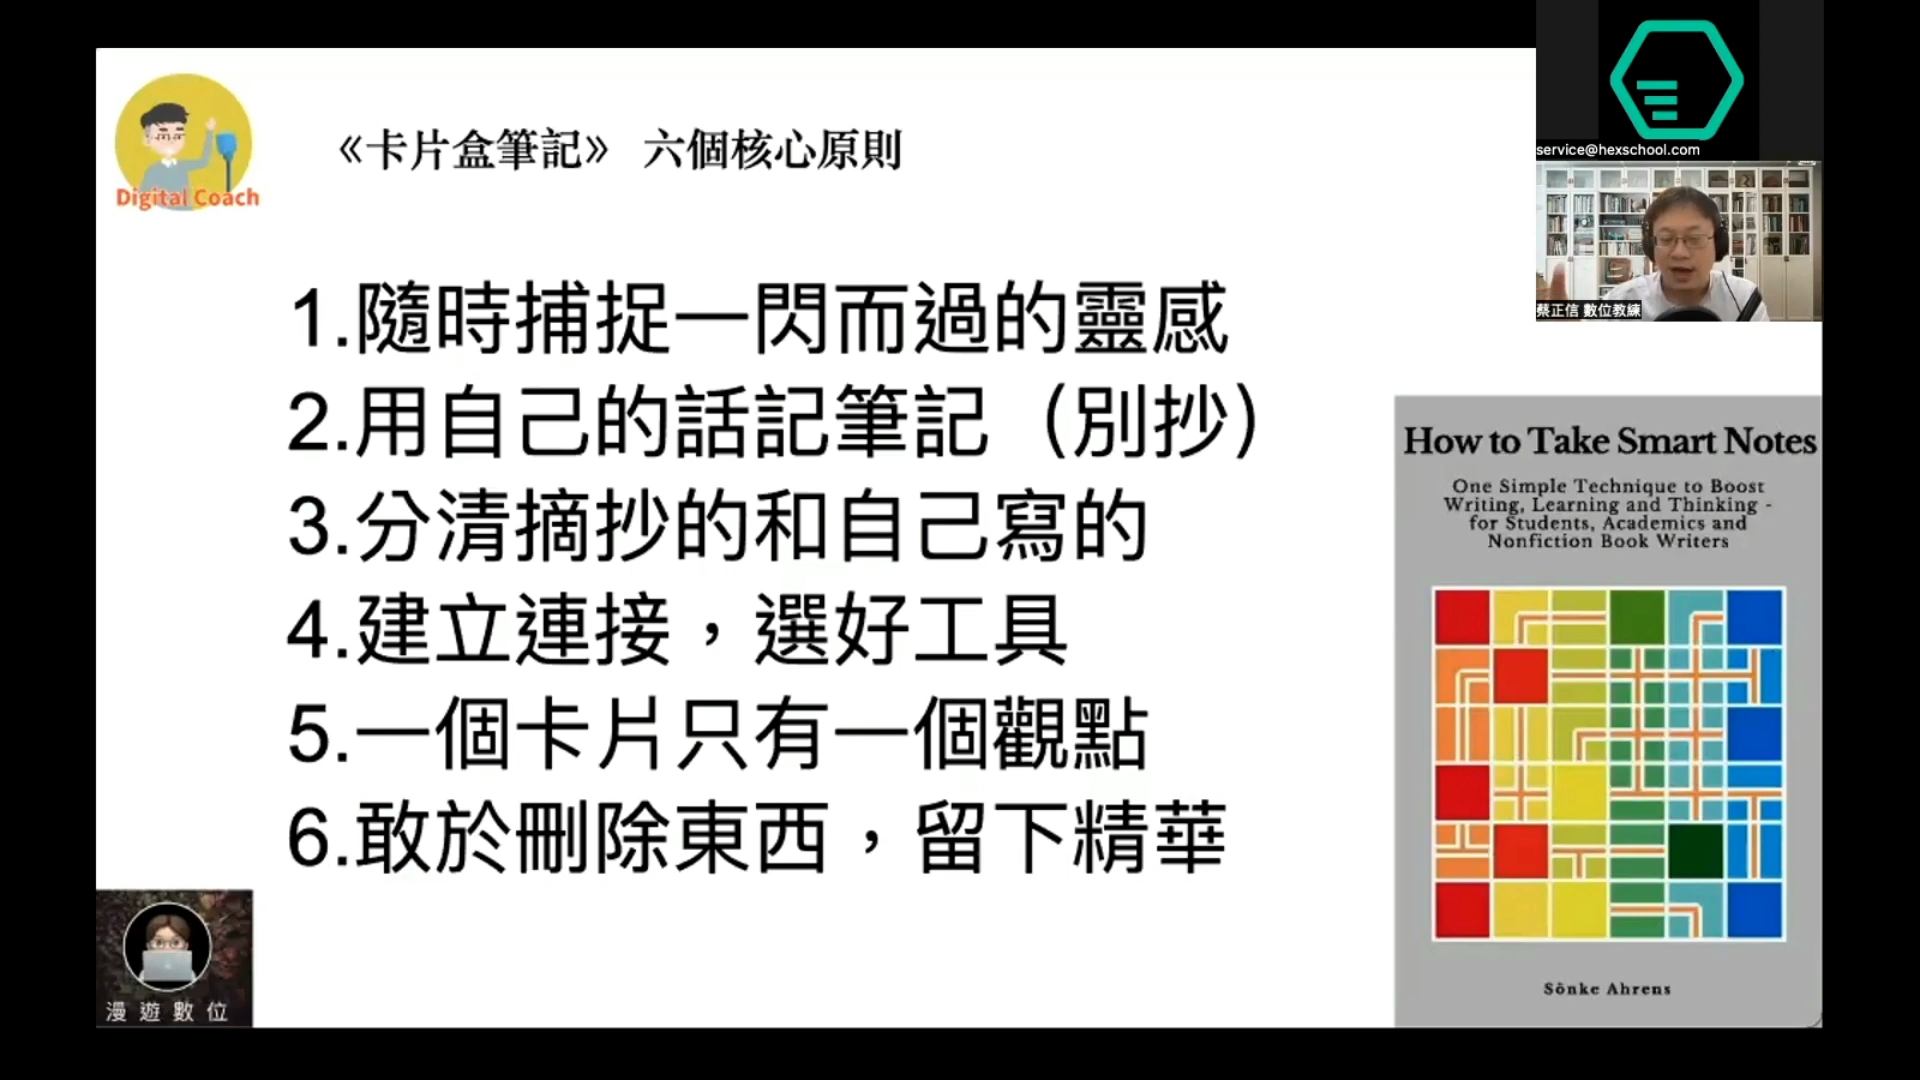 Digital Coach
《卡片盒筆記》 六個核心原則
service@hexschool.com
蔡正信 數位教練
1.隨時捕捉一閃而過的靈感
2.用自己的話記筆記（別抄）
3.分清摘抄的和自己寫的
4.建立連接，選好工具
5.一個卡片只有一個觀點
6.敢於刪除東西，留下精華
How to Take Smart Notes
One Simple Technique to Boost
Writing, Learning and Thinking -
for Students, Academics and
Nonfiction Book Writers
Sönke Ahrens
漫遊數位